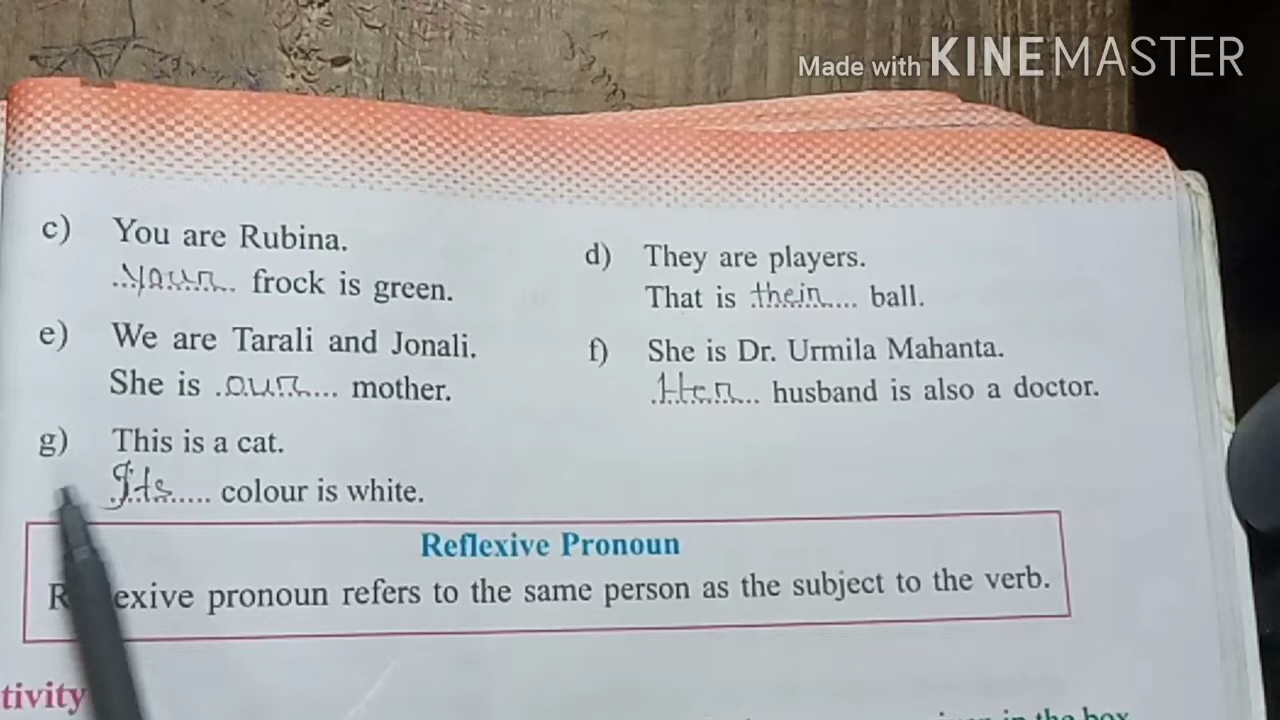 Made with KINEMASTER
c) You are Rubina.
Your frock is green.
d) They are players.
That is their ball.
e) We are Tarali and Jonali.
She is our mother.
f) She is Dr. Urmila Mahanta.
Her husband is also a doctor.
g) This is a cat.
Its colour is white.
Reflexive Pronoun
R exive pronoun refers to the same person as the subject to the verb.
tivity
in the box